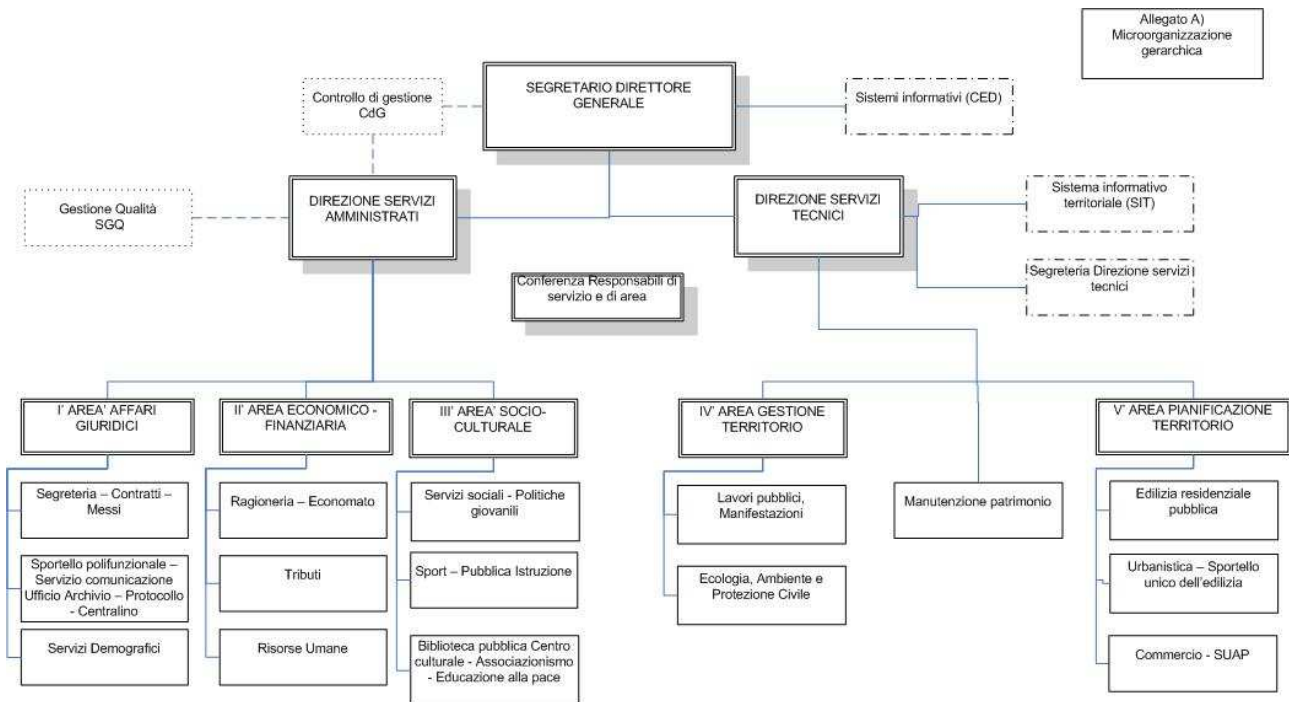 Allegato A)
Microorganizzazione
gerarchica
SEGRETARIO DIRETTORE
GENERALE
Controllo di gestione
CdG
Sistemi informativi (CED)
DIREZIONE SERVIZI
AMMINISTRATI
DIREZIONE SERVIZI
TECNICI
Gestione Qualità
SGQ
Sistema informativo
territoriale (SIT)
Segreteria Direzione servizi
tecnici
Conferenza Responsabili di
servizio e di area
I' AREA' AFFARI
GIURIDICI
II' AREA ECONOMICO -
FINANZIARIA
III' AREA' SOCIO-
CULTURALE
IV' AREA GESTIONE
TERRITORIO
V' AREA PIANIFICAZIONE
TERRITORIO
Segreteria – Contratti –
Messi
Sportello polifunzionale –
Servizio comunicazione
Ufficio Archivio – Protocollo
- Centralino
Servizi Demografici
Ragioneria – Economato
Tributi
Risorse Umane
Servizi sociali - Politiche
giovanili
Sport – Pubblica Istruzione
Biblioteca pubblica Centro
culturale - Associazionismo
- Educazione alla pace
Lavori pubblici,
Manifestazioni
Ecologia, Ambiente e
Protezione Civile
Manutenzione patrimonio
Edilizia residenziale
pubblica
Urbanistica – Sportello
unico dell'edilizia
Commercio - SUAP